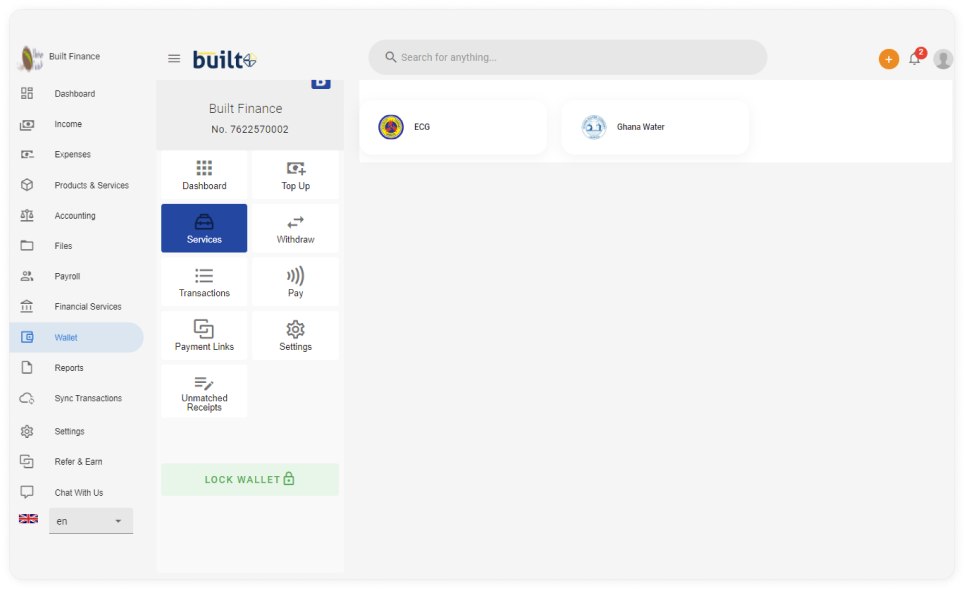 Built Finance
built
Search for anything...
+
2
Dashboard
Income
Expenses
Products & Services
Accounting
Files
Payroll
Financial Services
Wallet
Reports
Sync Transactions
Settings
Refer & Earn
Chat With Us
en
Built Finance
No. 7622570002
Dashboard
Top Up
Services
Withdraw
Transactions
Pay
Payment Links
Settings
Unmatched
Receipts
LOCK WALLET
ECG
Ghana Water